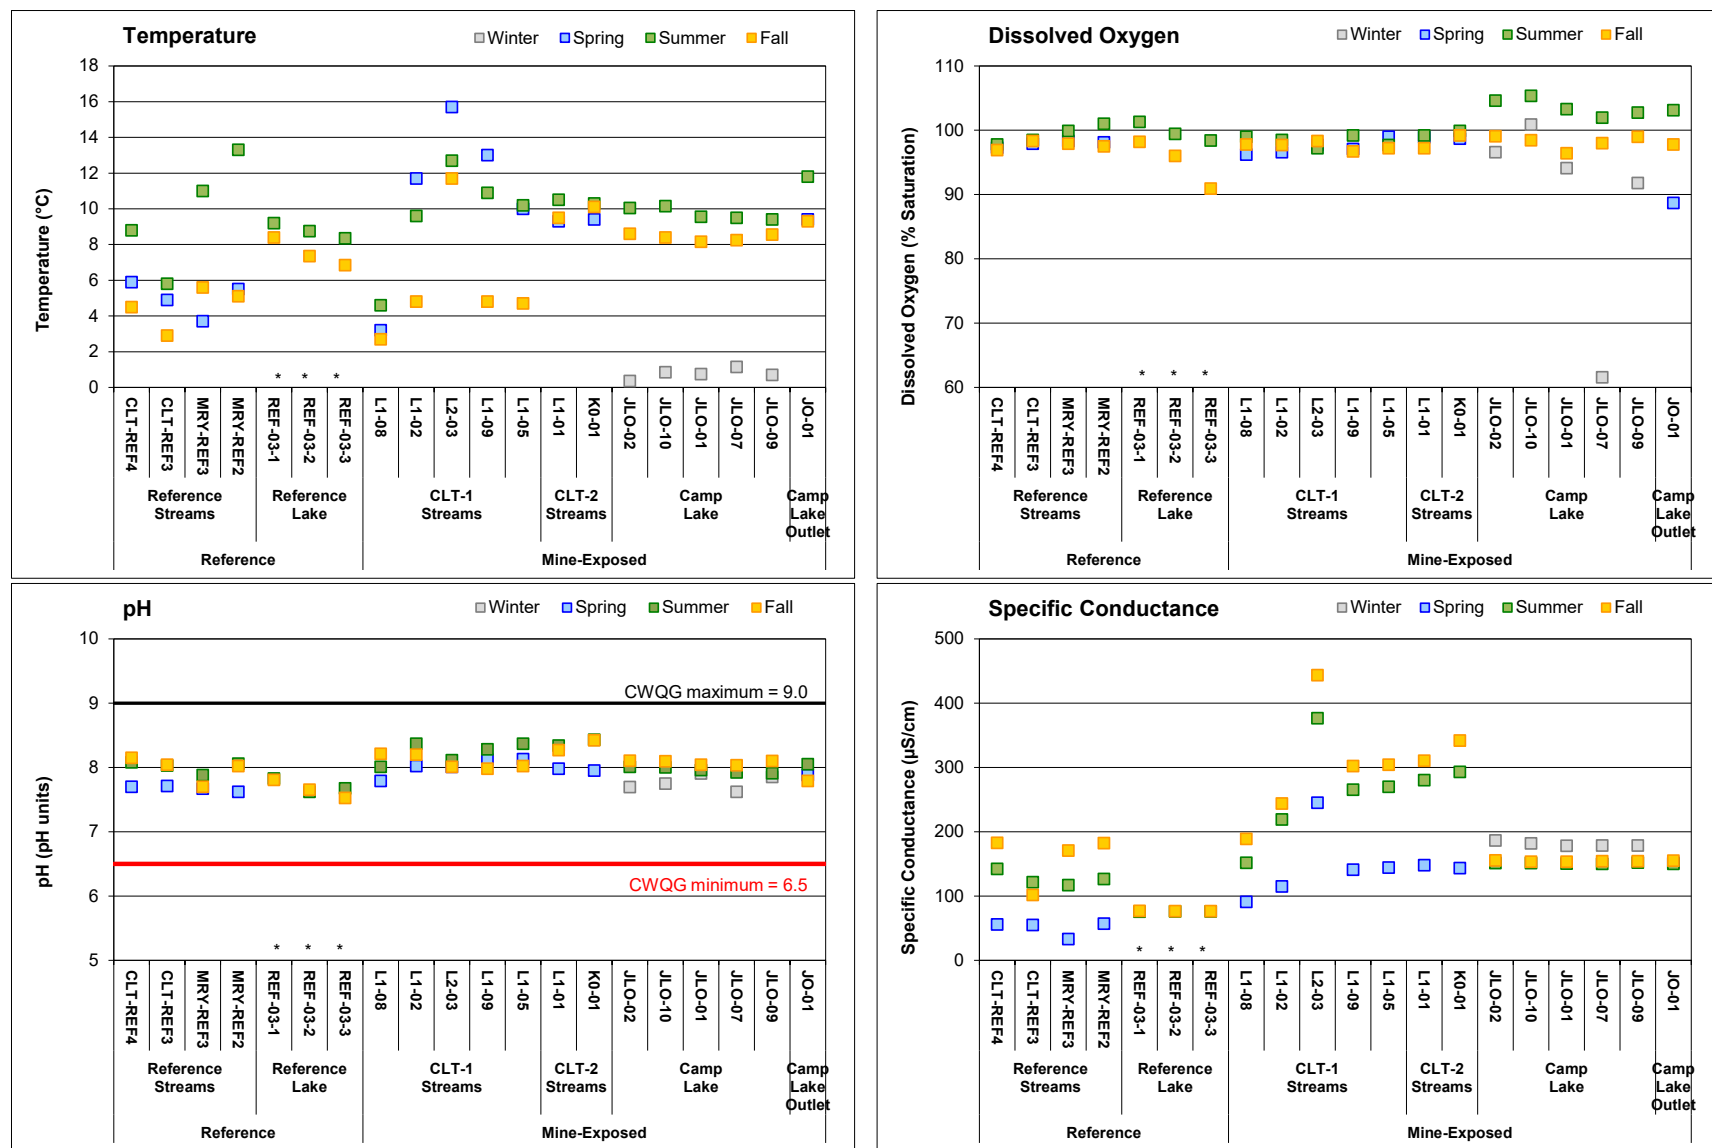 Temperature
Winter Spring Summer Fall
18
16
14
12
10
8
6
4
2
0
Temperature (°C)
* * *
CLT-REF4 CLT-REF3 MRY-REF3 MRY-REF2 REF-03-1 REF-03-2 REF-03-3 L1-08 L1-02 L2-03 L1-09 L1-05 L1-01 K0-01 JLO-02 JLO-10 JLO-01 JLO-07 JLO-09 JO-01
Reference Reference CLT-1 CLT-2 Camp Camp
Streams Lake Streams Streams Lake Lake
Outlet
Reference Mine-Exposed
Dissolved Oxygen
Winter Spring Summer Fall
110
100
90
80
70
60
Dissolved Oxygen (% Saturation)
* * *
CLT-REF4 CLT-REF3 MRY-REF3 MRY-REF2 REF-03-1 REF-03-2 REF-03-3 L1-08 L1-02 L2-03 L1-09 L1-05 L1-01 K0-01 JLO-02 JLO-10 JLO-01 JLO-07 JLO-09 JO-01
Reference Reference CLT-1 CLT-2 Camp Camp
Streams Lake Streams Streams Lake Lake
Outlet
Reference Mine-Exposed
pH
Winter Spring Summer Fall
10
9
8
7
6
5
pH (pH units)
CWQG maximum = 9.0
CWQG minimum = 6.5
* * *
CLT-REF4 CLT-REF3 MRY-REF3 MRY-REF2 REF-03-1 REF-03-2 REF-03-3 L1-08 L1-02 L2-03 L1-09 L1-05 L1-01 K0-01 JLO-02 JLO-10 JLO-01 JLO-07 JLO-09 JO-01
Reference Reference CLT-1 CLT-2 Camp Camp
Streams Lake Streams Streams Lake Lake
Outlet
Reference Mine-Exposed
Specific Conductance
Winter Spring Summer Fall
500
400
300
200
100
0
Specific Conductance (µS/cm)
* * *
CLT-REF4 CLT-REF3 MRY-REF3 MRY-REF2 REF-03-1 REF-03-2 REF-03-3 L1-08 L1-02 L2-03 L1-09 L1-05 L1-01 K0-01 JLO-02 JLO-10 JLO-01 JLO-07 JLO-09 JO-01
Reference Reference CLT-1 CLT-2 Camp Camp
Streams Lake Streams Streams Lake Lake
Outlet
Reference Mine-Exposed